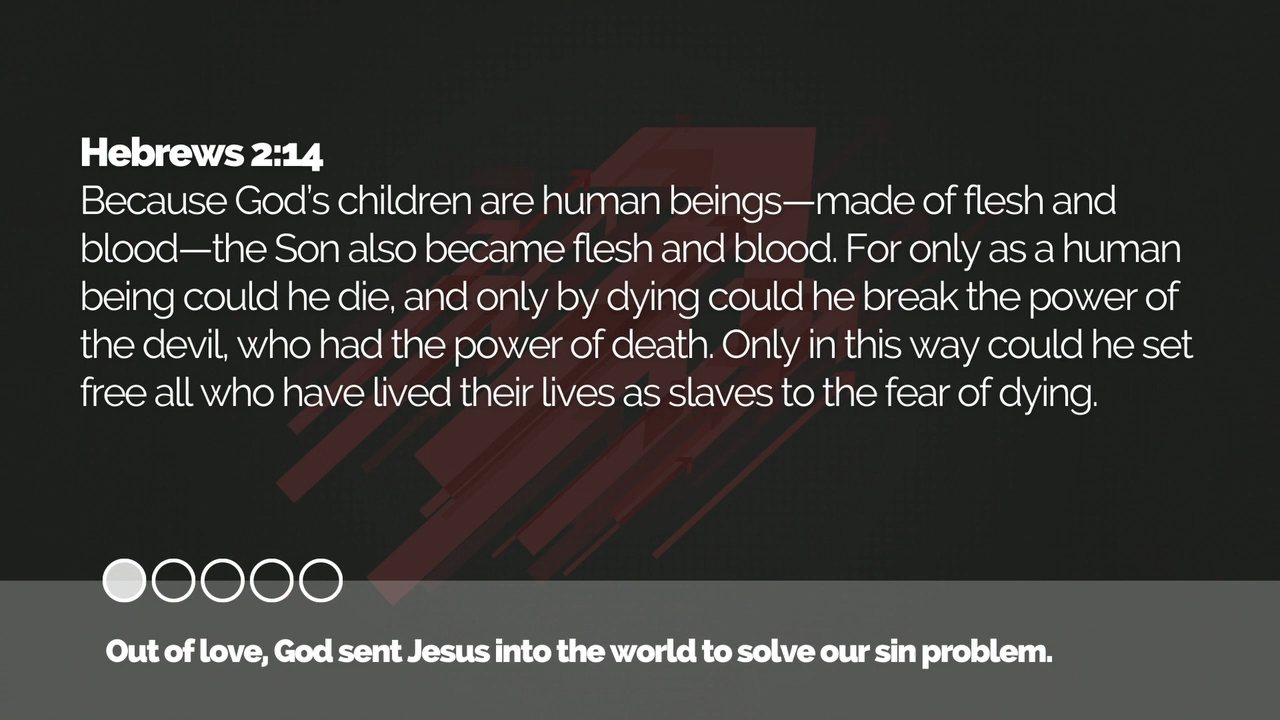 Hebrews 2:14
Because God’s children are human beings—made of flesh and
blood—the Son also became flesh and blood. For only as a human
being could he die, and only by dying could he break the power of
the devil, who had the power of death. Only in this way could he set
free all who have lived their lives as slaves to the fear of dying.
Out of love, God sent Jesus into the world to solve our sin problem.